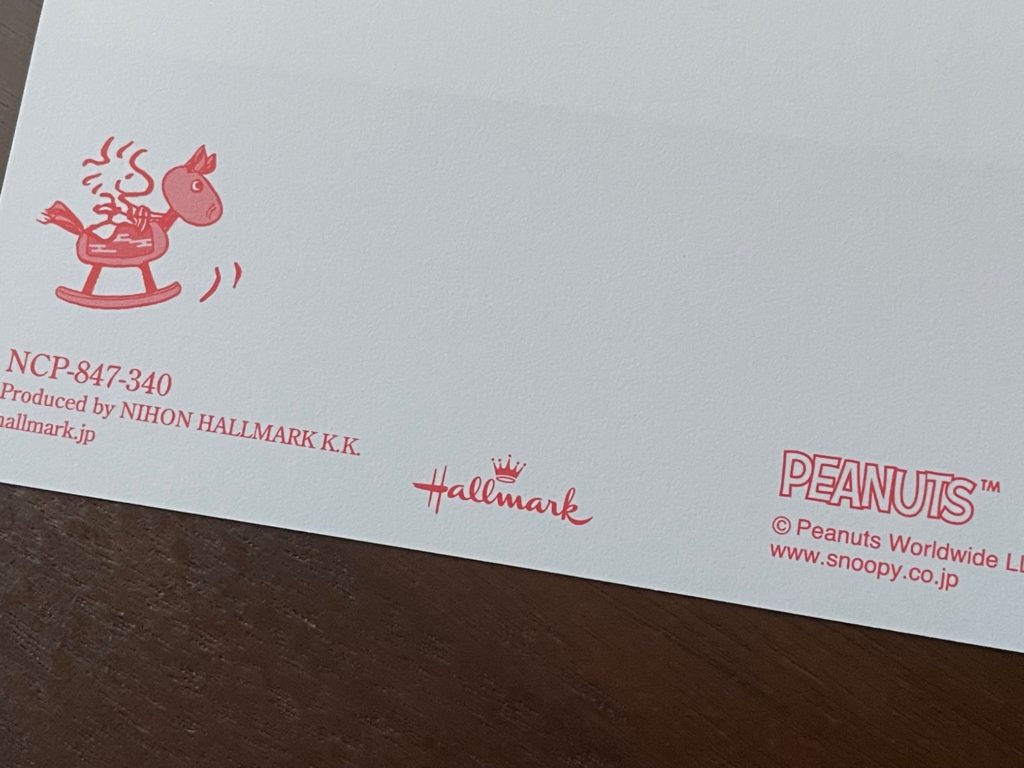 NCP-847-340
Produced by NIHON HALLMARK K.K.
hallmark.jp
Hallmark
PEANUTS™
© Peanuts Worldwide
www.snoopy.co.jp